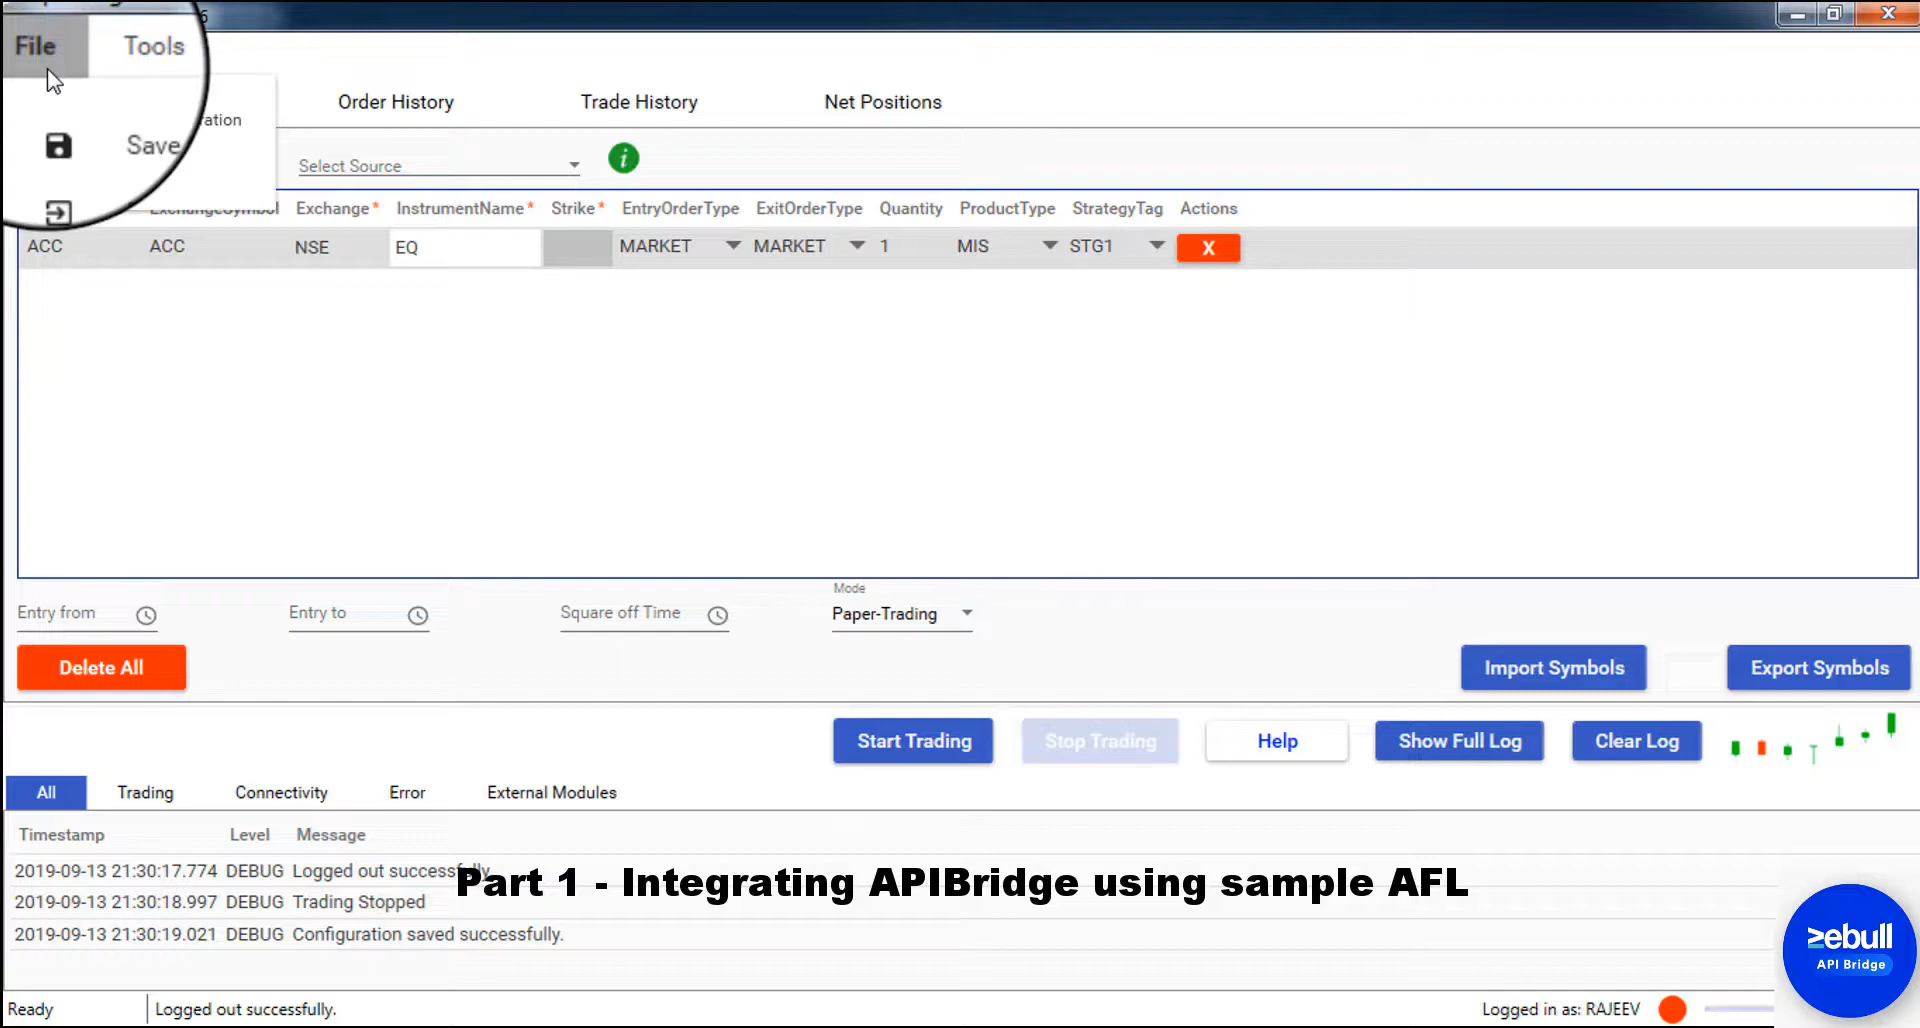 6
File Tools
Order History Trade History Net Positions
ration
Save
Select Source
i
ExchangeSymbol Exchange* InstrumentName* Strike* EntryOrderType ExitOrderType Quantity ProductType StrategyTag Actions
ACC ACC NSE EQ MARKET MARKET 1 MIS STG1 X
Mode
Entry from Entry to Square off Time Paper-Trading
Delete All Import Symbols Export Symbols
Start Trading Stop Trading Help Show Full Log Clear Log
All Trading Connectivity Error External Modules
Timestamp Level Message
2019-09-13 21:30:17.774 DEBUG Logged out successfully.
Part 1 - Integrating APIBridge using sample AFL
2019-09-13 21:30:18.997 DEBUG Trading Stopped
2019-09-13 21:30:19.021 DEBUG Configuration saved successfully.
zebull
API Bridge
Ready Logged out successfully. Logged in as: RAJEEV